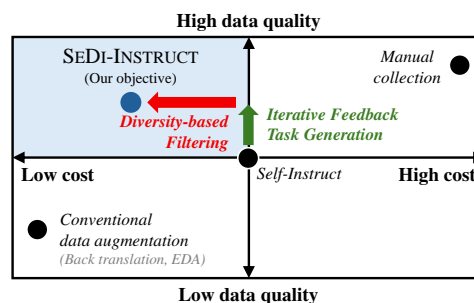 High data quality
SEDI-INSTRUCT
(Our objective)
Manual
collection
Diversity-based
Filtering
Iterative Feedback
Task Generation
Low cost
Self-Instruct
High cost
Conventional
data augmentation
(Back translation, EDA)
Low data quality